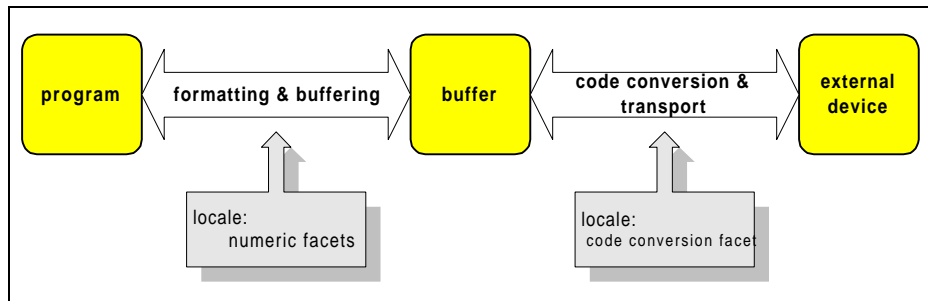 program
formatting & buffering
buffer
code conversion &
transport
external
device
locale:
numeric facets
locale:
code conversion facet